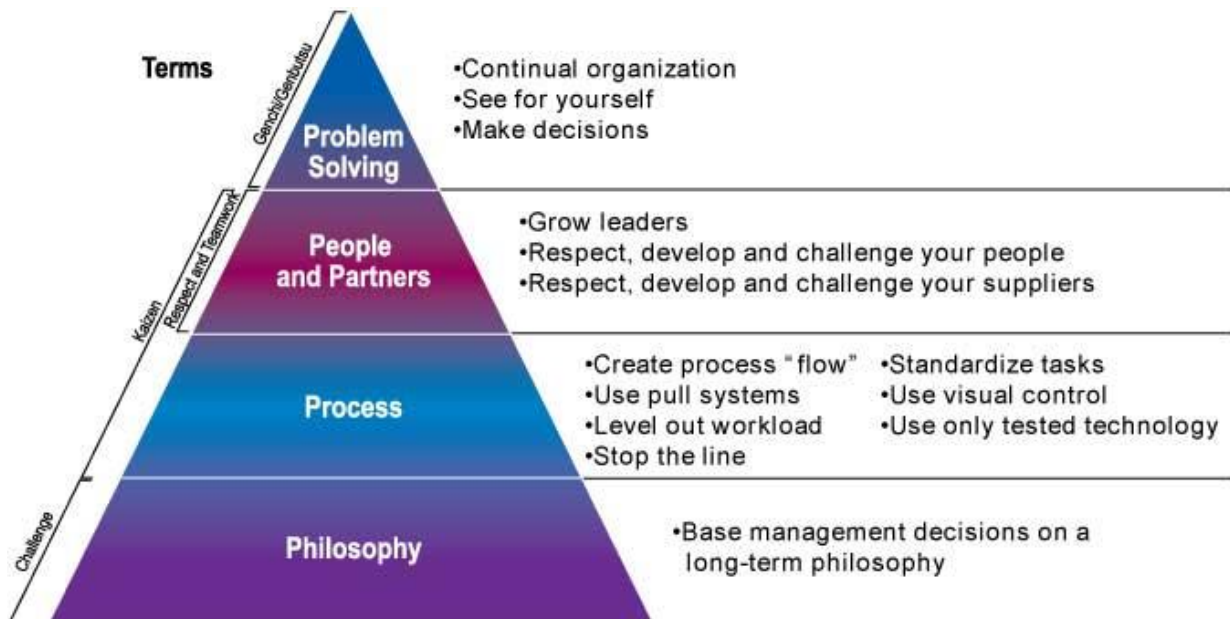 Terms
Genchi/Genbutsu
Problem
Solving
•Continual organization
•See for yourself
•Make decisions
Kaizen
Respect and Teamwork
People
and Partners
•Grow leaders
•Respect, develop and challenge your people
•Respect, develop and challenge your suppliers
Process
•Create process “flow”
•Use pull systems
•Level out workload
•Stop the line
•Standardize tasks
•Use visual control
•Use only tested technology
Challenge
Philosophy
•Base management decisions on a
long-term philosophy